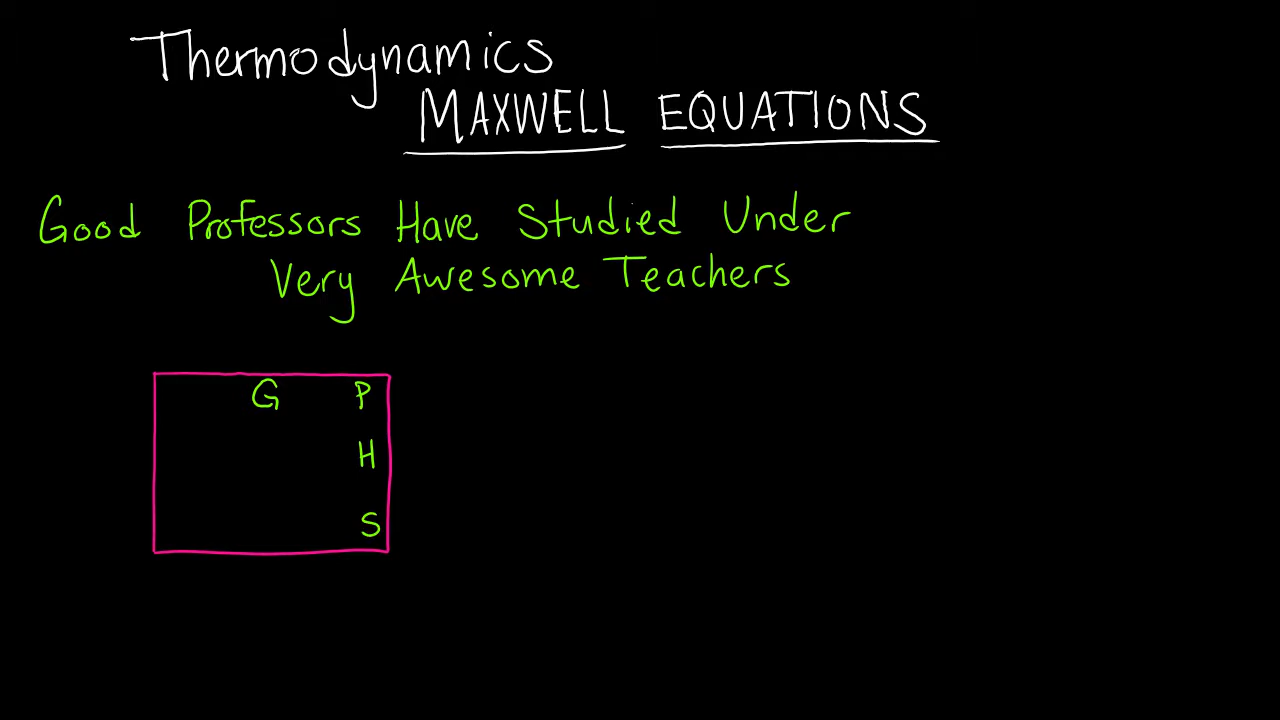 Thermodynamics
MAXWELL EQUATIONS
Good Professors Have Studied Under
Very Awesome Teachers
G P
H
S